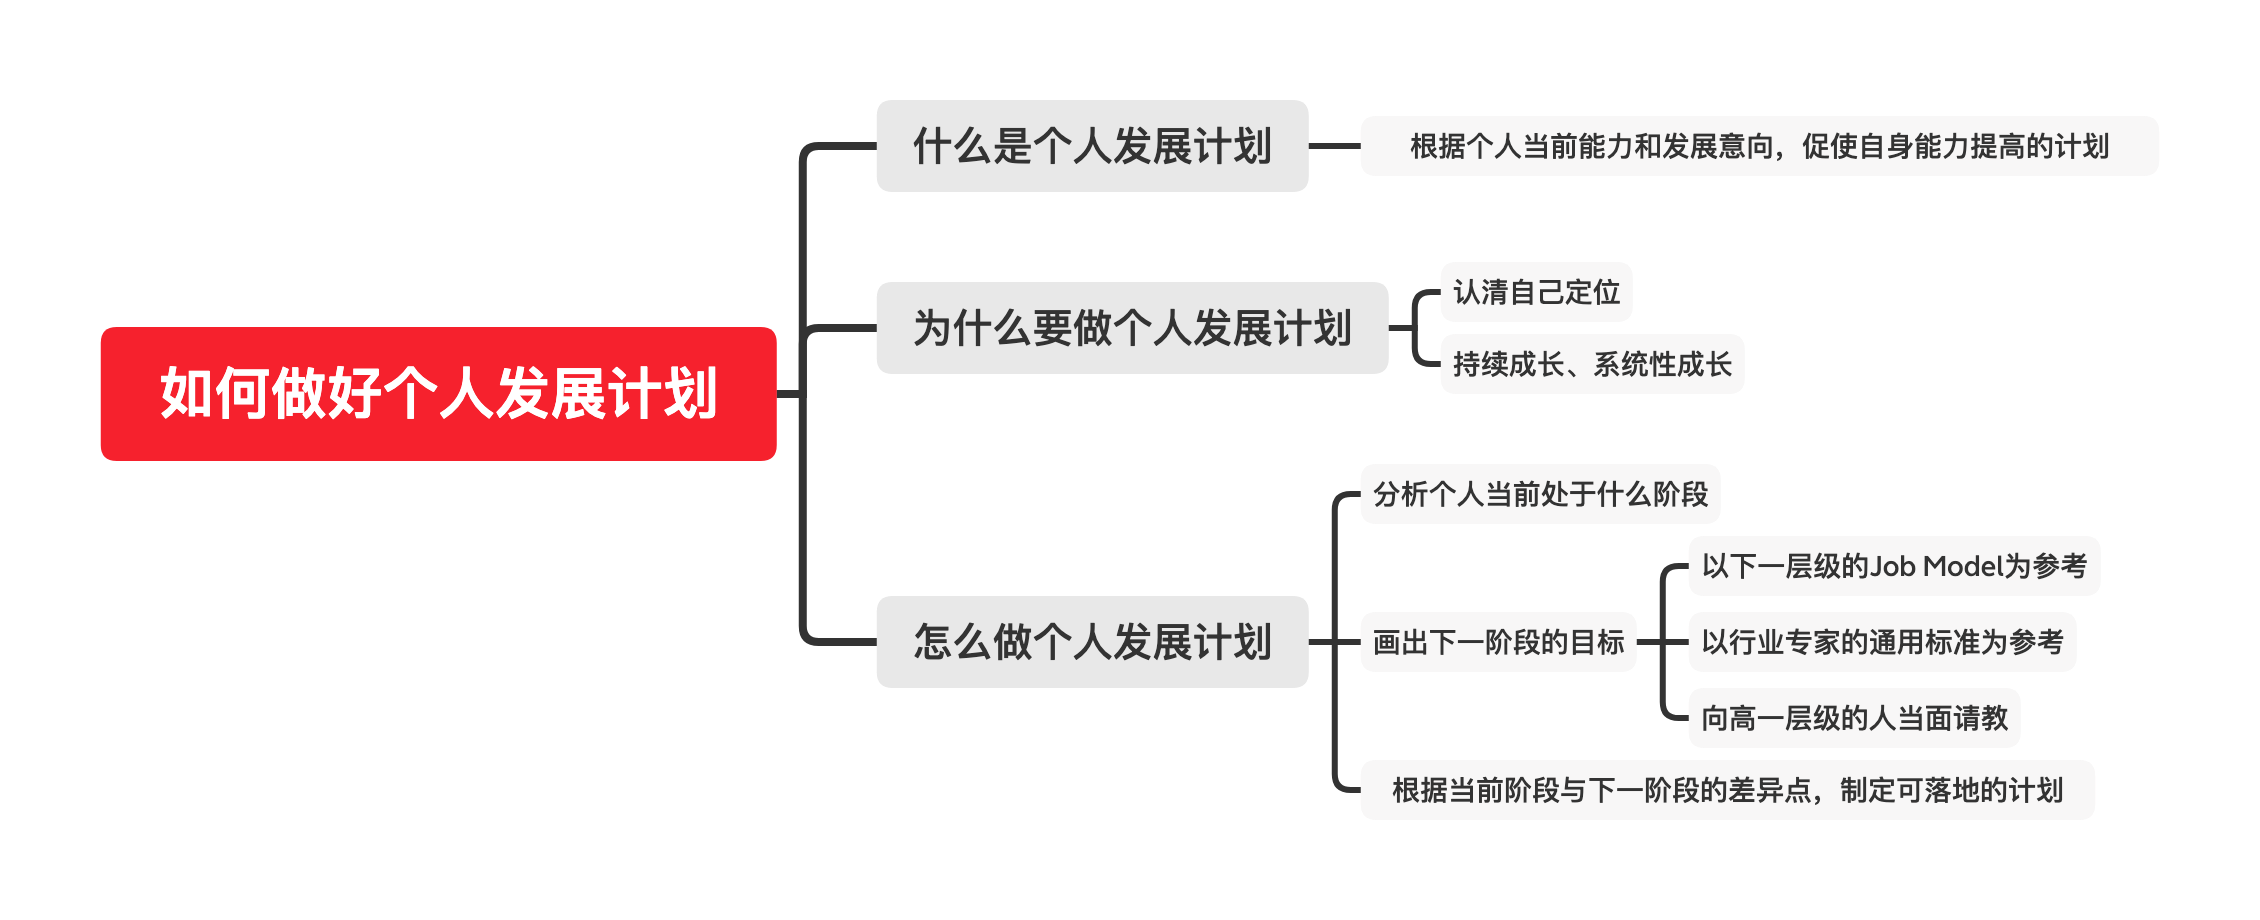 如何做好个人发展计划
什么是个人发展计划
根据个人当前能力和发展意向，促使自身能力提高的计划
为什么要做个人发展计划
认清自己定位
持续成长、系统性成长
怎么做个人发展计划
分析个人当前处于什么阶段
画出下一阶段的目标
以下一层级的Job Model为参考
以行业专家的通用标准为参考
向高一层级的人当面请教
根据当前阶段与下一阶段的差异点，制定可落地的计划